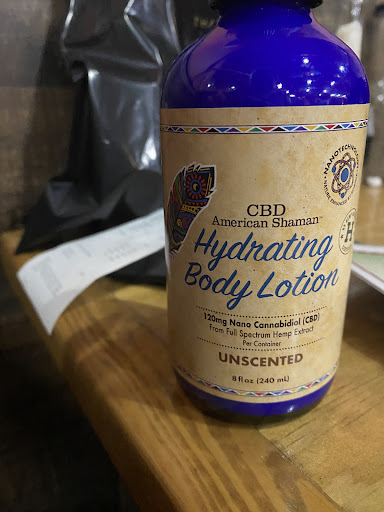 CBD
American Shaman™
Hydrating
Body Lotion
120mg Nano Cannabidiol (CBD)
From Full Spectrum Hemp Extract
Per Container
UNSCENTED
8 fl oz (240 mL)
NANOTECHNOLOGY
H